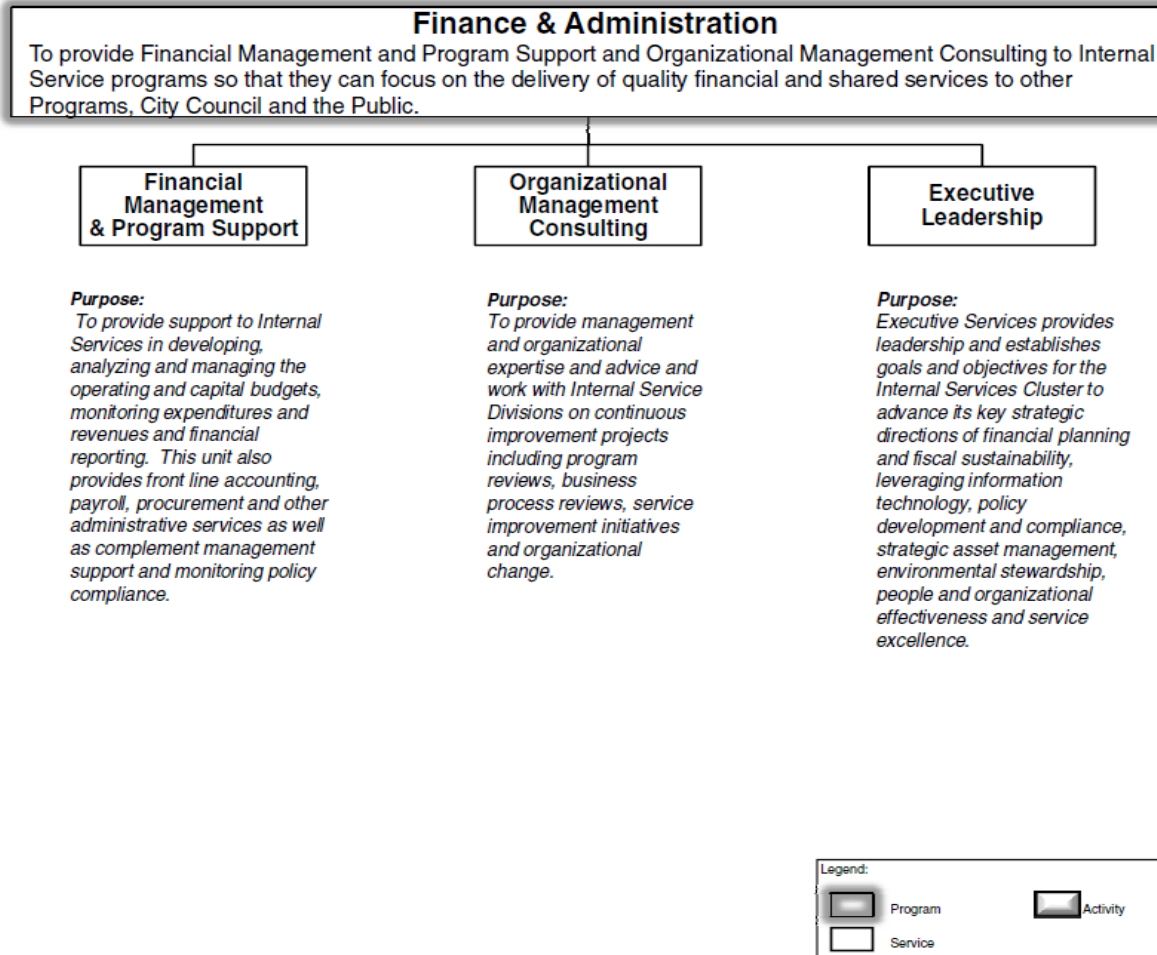 Finance & Administration
To provide Financial Management and Program Support and Organizational Management Consulting to Internal
Service programs so that they can focus on the delivery of quality financial and shared services to other
Programs, City Council and the Public.
Financial
Management
& Program Support
Organizational
Management
Consulting
Executive
Leadership
Purpose:
To provide support to Internal
Services in developing,
analyzing and managing the
operating and capital budgets,
monitoring expenditures and
revenues and financial
reporting. This unit also
provides front line accounting,
payroll, procurement and other
administrative services as well
as complement management
support and monitoring policy
compliance.
Purpose:
To provide management
and organizational
expertise and advice and
work with Internal Service
Divisions on continuous
improvement projects
including program
reviews, business
process reviews, service
improvement initiatives
and organizational
change.
Purpose:
Executive Services provides
leadership and establishes
goals and objectives for the
Internal Services Cluster to
advance its key strategic
directions of financial planning
and fiscal sustainability,
leveraging information
technology, policy
development and compliance,
strategic asset management,
environmental stewardship,
people and organizational
effectiveness and service
excellence.
Legend:
Program
Activity
Service